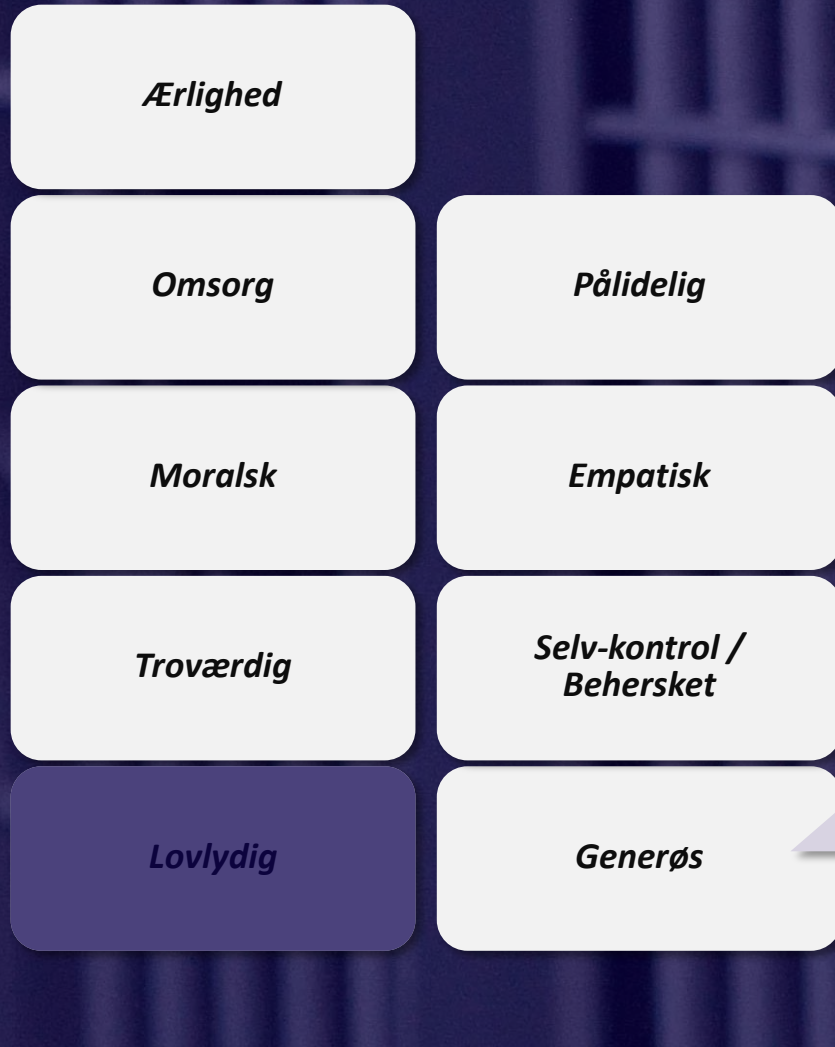 Ærlighed
Omsorg
Pålidelig
Moralsk
Empatisk
Troværdig
Selv-kontrol /
Behersket
Lovlydig
Generøs